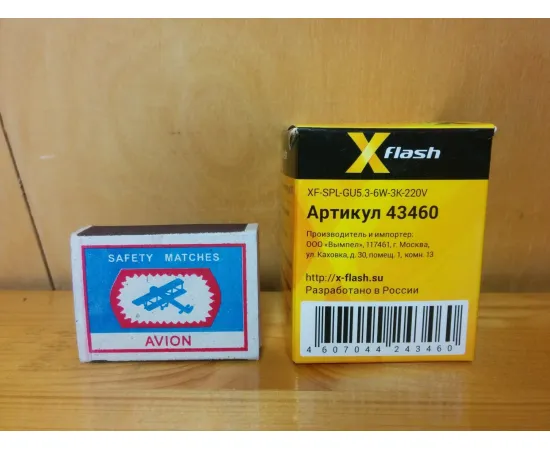 SAFETY MATCHES
AVION
X flash
XF-SPL-GU5.3-6W-3K-220V
Артикул 43460
Производитель и импортер:
ООО «Вымпел», 117461, г. Москва,
ул. Каховка, д. 30, помещ. 1, комн. 13
http://x-flash.su
Разработано в России
4 607044 243460